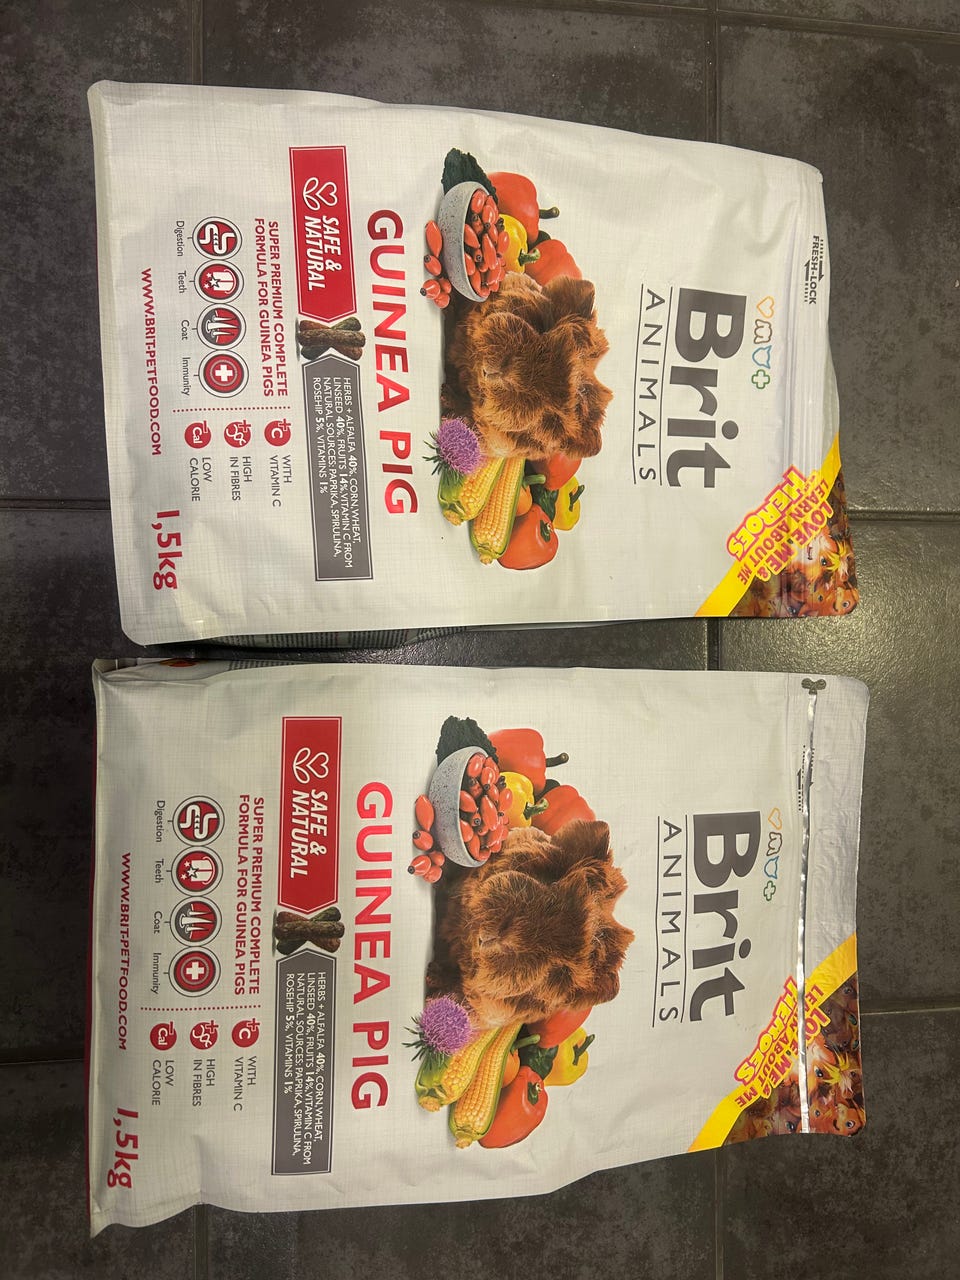 FRESH-LOCK
Brit
ANIMALS
LOVE ME &
LEARN ABOUT ME
HEROES
GUINEA PIG
SAFE &
NATURAL
HERBS + ALFALFA 40%, CORN, WHEAT,
LINSEED 40%, FRUITS 14%, VITAMIN C FROM
NATURAL SOURCES: PAPRIKA, SPIRULINA,
ROSEHIP 5%, VITAMINS 1%
SUPER PREMIUM COMPLETE
FORMULA FOR GUINEA PIGS
Digestion
Teeth
Coat
Immunity
C
WITH
VITAMIN C
HIGH
IN FIBRES
Cal
LOW
CALORIE
WWW.BRIT-PETFOOD.COM
1,5kg
Brit
ANIMALS
HEROES
GUINEA PIG
SAFE &
NATURAL
HERBS + ALFALFA 40%, CORN, WHEAT,
LINSEED 40%, FRUITS 14%, VITAMIN C FROM
NATURAL SOURCES: PAPRIKA, SPIRULINA,
ROSEHIP 5%, VITAMINS 1%
SUPER PREMIUM COMPLETE
FORMULA FOR GUINEA PIGS
Digestion
Teeth
Coat
Immunity
C
WITH
VITAMIN C
HIGH
IN FIBRES
Cal
LOW
CALORIE
WWW.BRIT-PETFOOD.COM
1,5kg